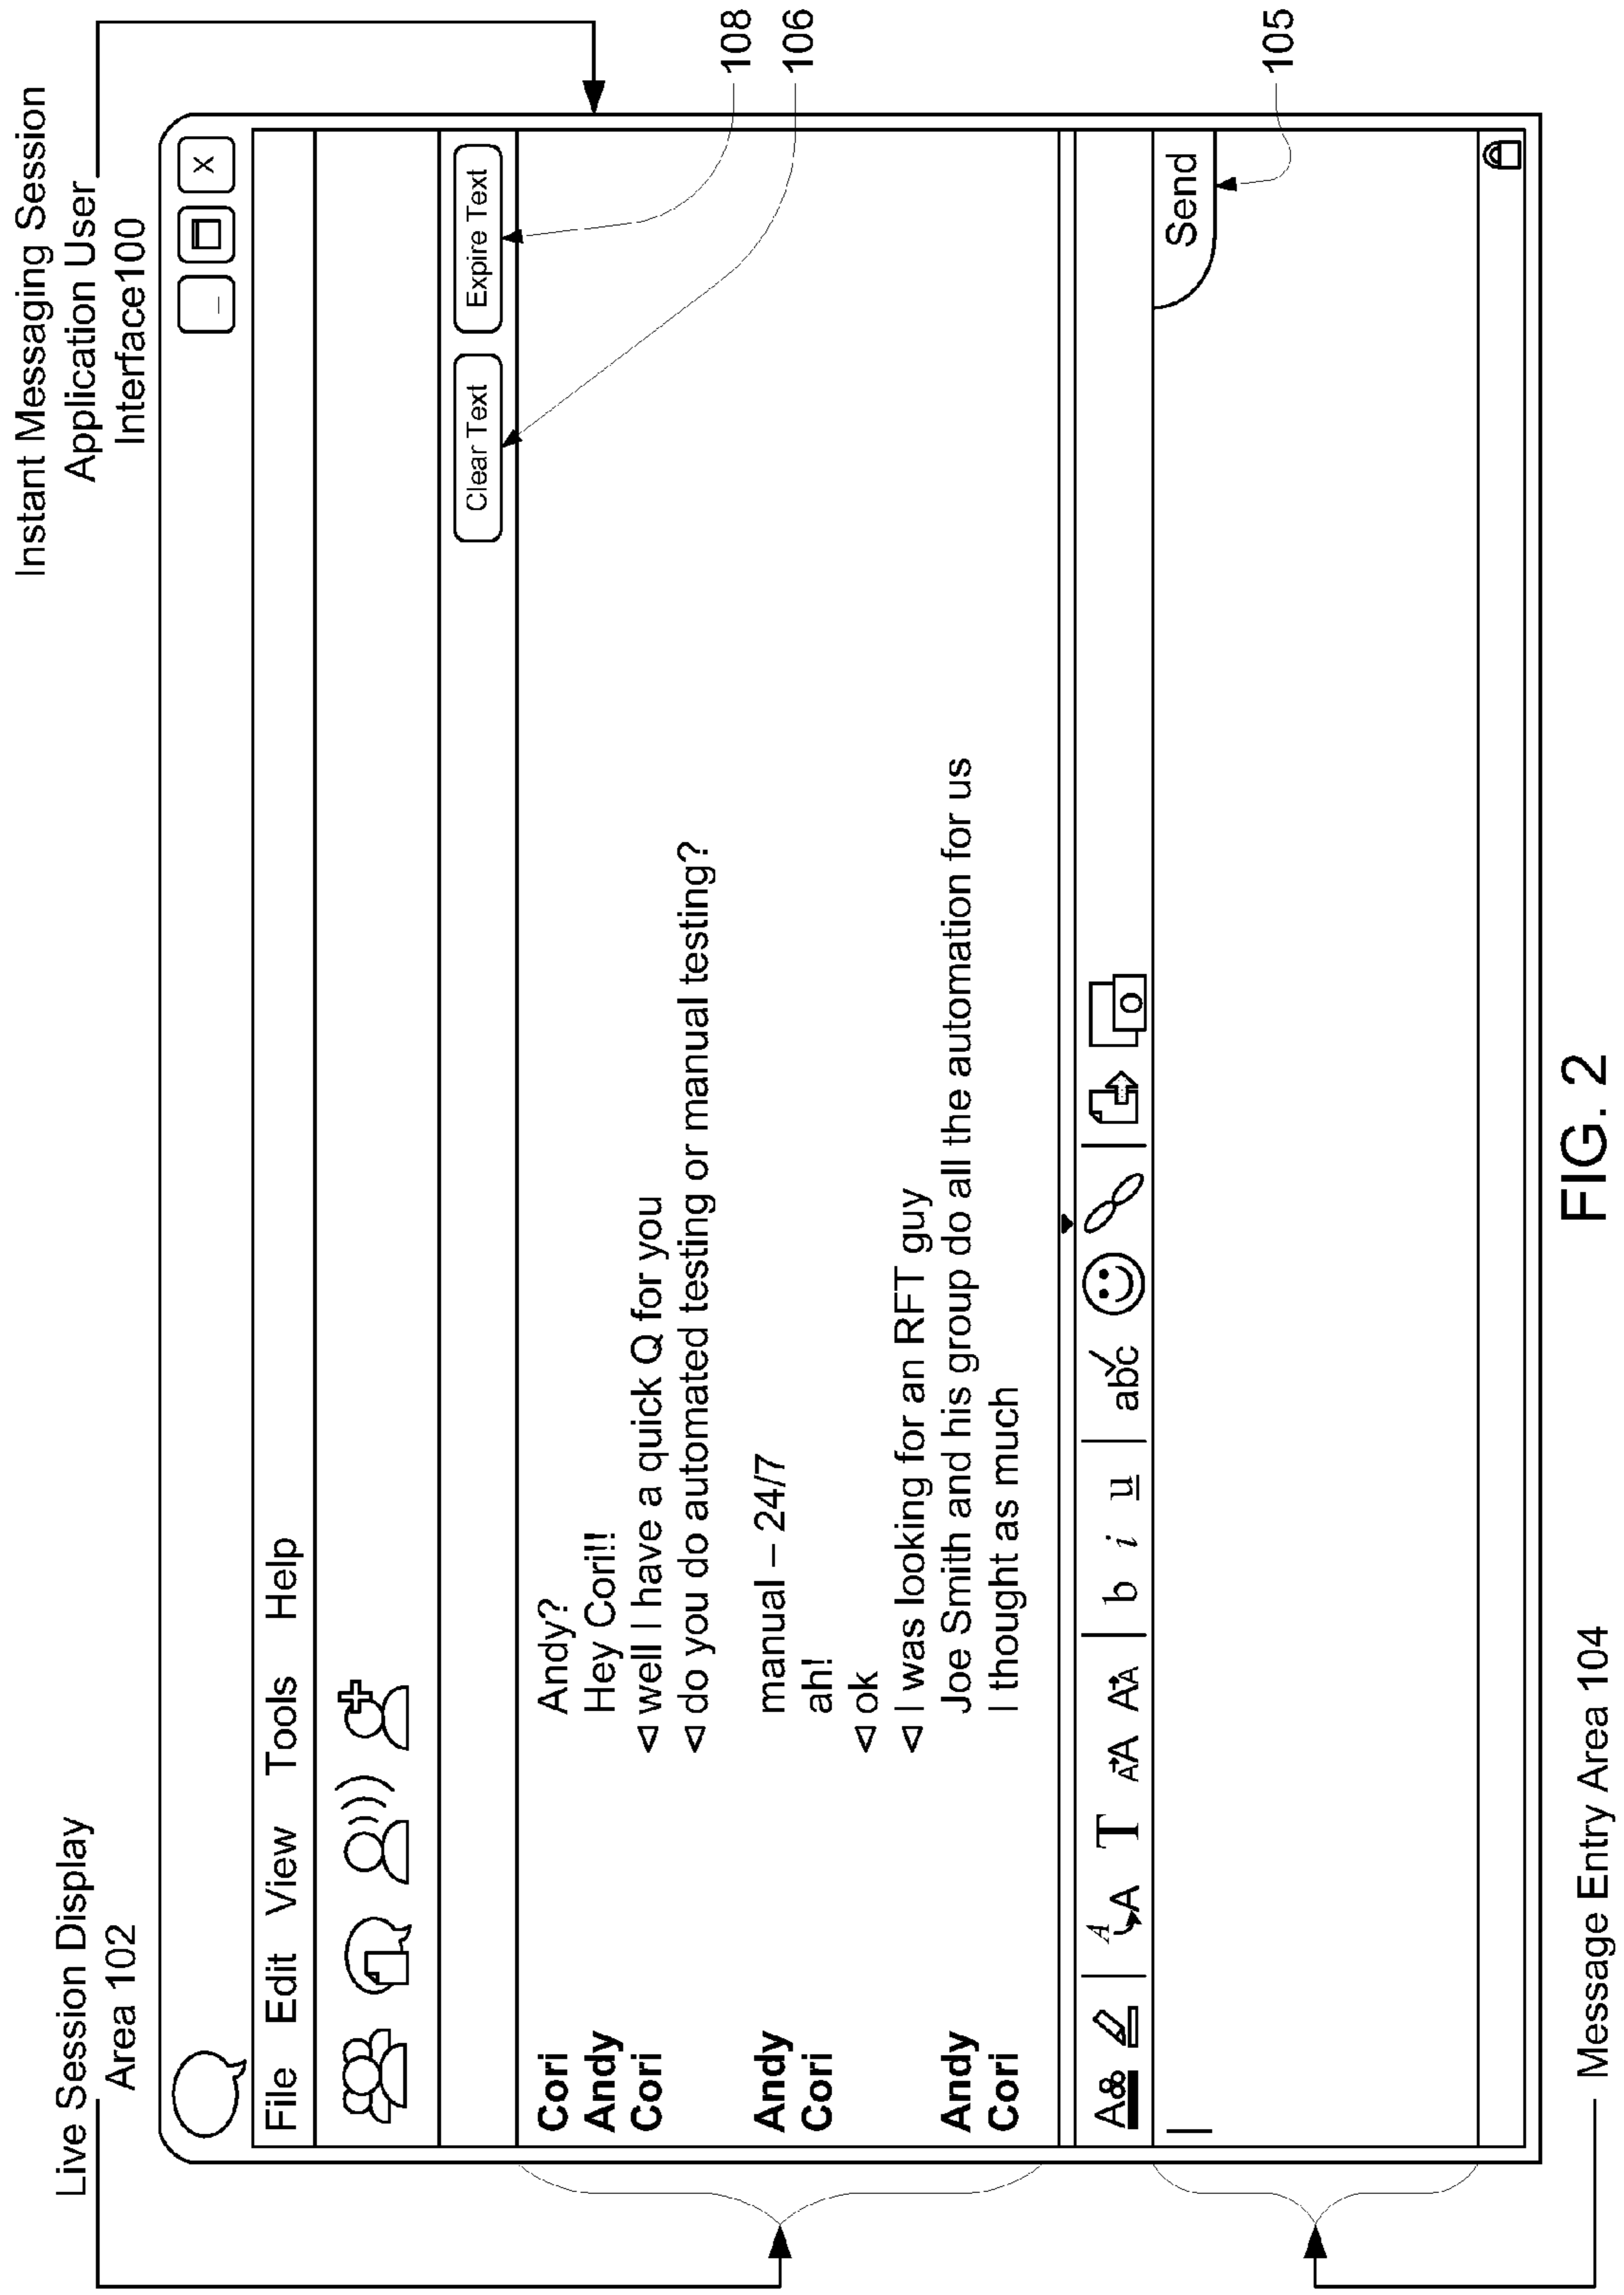 Instant Messaging Session
Application User
Interface100
Live Session Display
Area 102
_ X
File Edit View Tools Help
Clear Text Expire Text
108
106
Cori Andy?
Andy Hey Cori!!
Cori well I have a quick Q for you
do you do automated testing or manual testing?
Andy manual – 24/7
Cori ah!
ok
I was looking for an RFT guy
Andy Joe Smith and his group do all the automation for us
Cori I thought as much
A A A T AA AA b i u abc
Send
105
Message Entry Area 104
FIG. 2